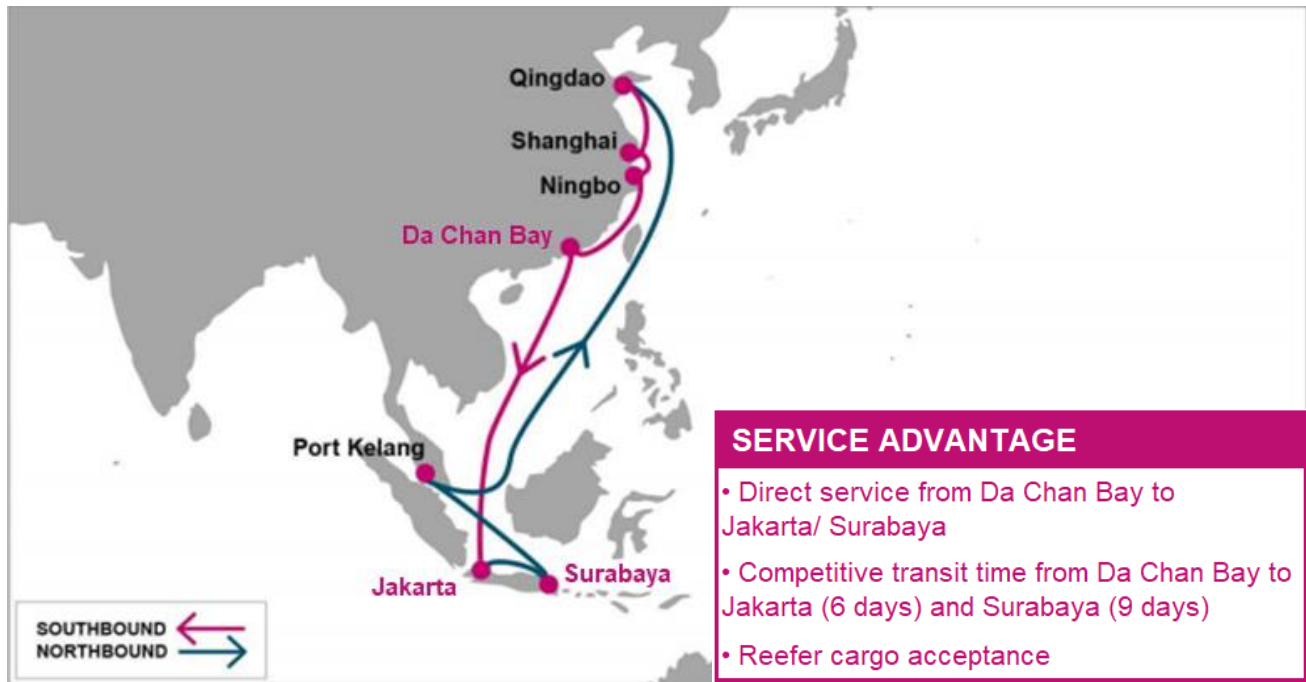 Qingdao
Shanghai
Ningbo
Da Chan Bay
Port Kelang
Jakarta
Surabaya
SOUTHBOUND
NORTHBOUND
SERVICE ADVANTAGE
• Direct service from Da Chan Bay to
Jakarta/ Surabaya
• Competitive transit time from Da Chan Bay to
Jakarta (6 days) and Surabaya (9 days)
• Reefer cargo acceptance